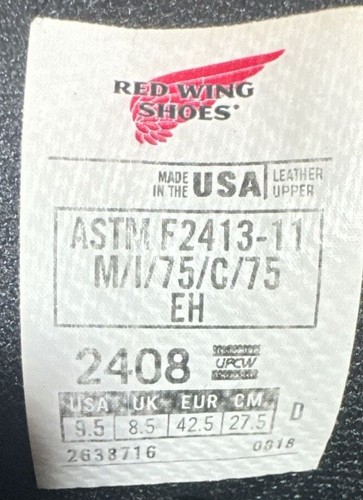 RED WING
SHOES®
MADE IN THE USA LEATHER UPPER
ASTM F2413-11
M/I/75/C/75
EH
2408 UPCW
USA UK EUR CM
9.5 8.5 42.5 27.5 D
2638716 0818